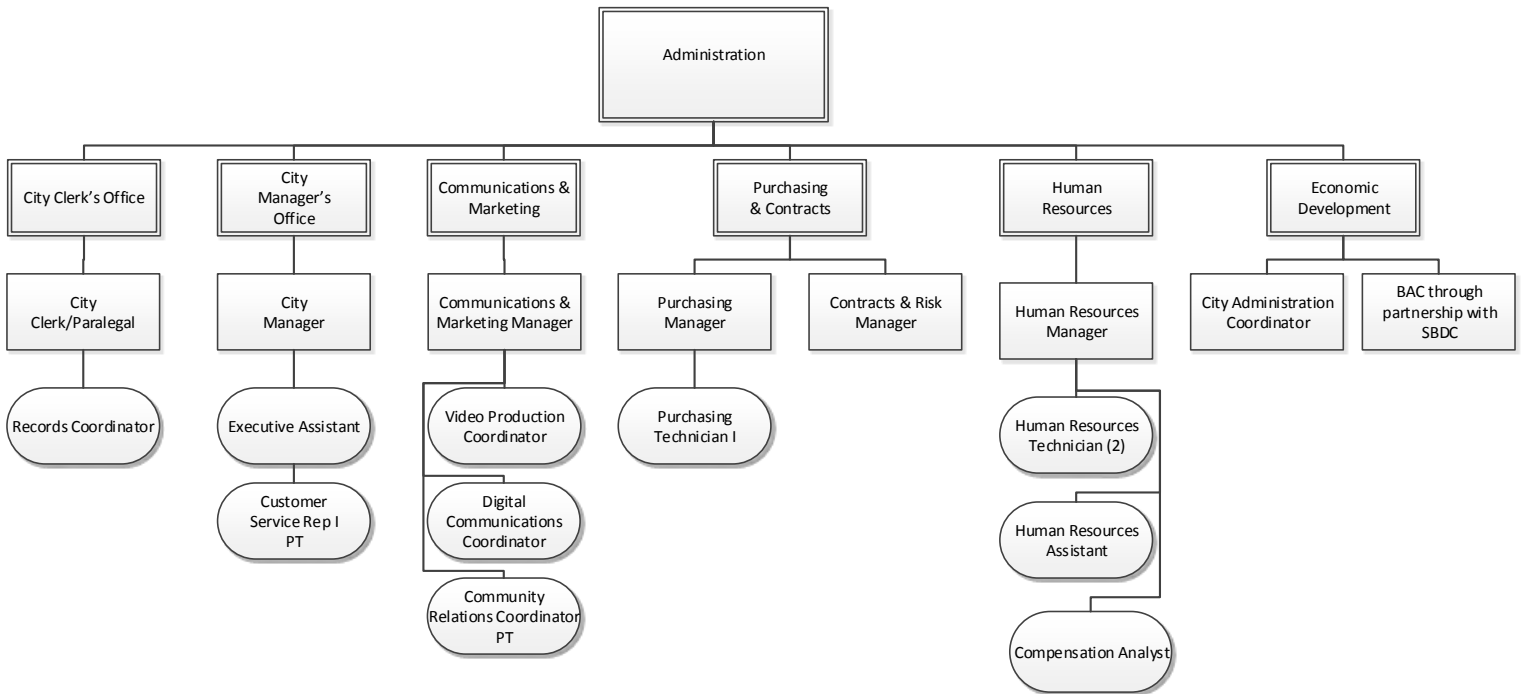 Administration
City Clerk’s Office
City
Manager’s
Office
Communications &
Marketing
Purchasing
& Contracts
Human
Resources
Economic
Development
City
Clerk/Paralegal
City
Manager
Communications &
Marketing Manager
Purchasing
Manager
Contracts & Risk
Manager
Human Resources
Manager
City Administration
Coordinator
BAC through
partnership with
SBDC
Records Coordinator
Executive Assistant
Video Production
Coordinator
Purchasing
Technician I
Human Resources
Technician (2)
Customer
Service Rep I
PT
Digital
Communications
Coordinator
Human Resources
Assistant
Community
Relations Coordinator
PT
Compensation Analyst